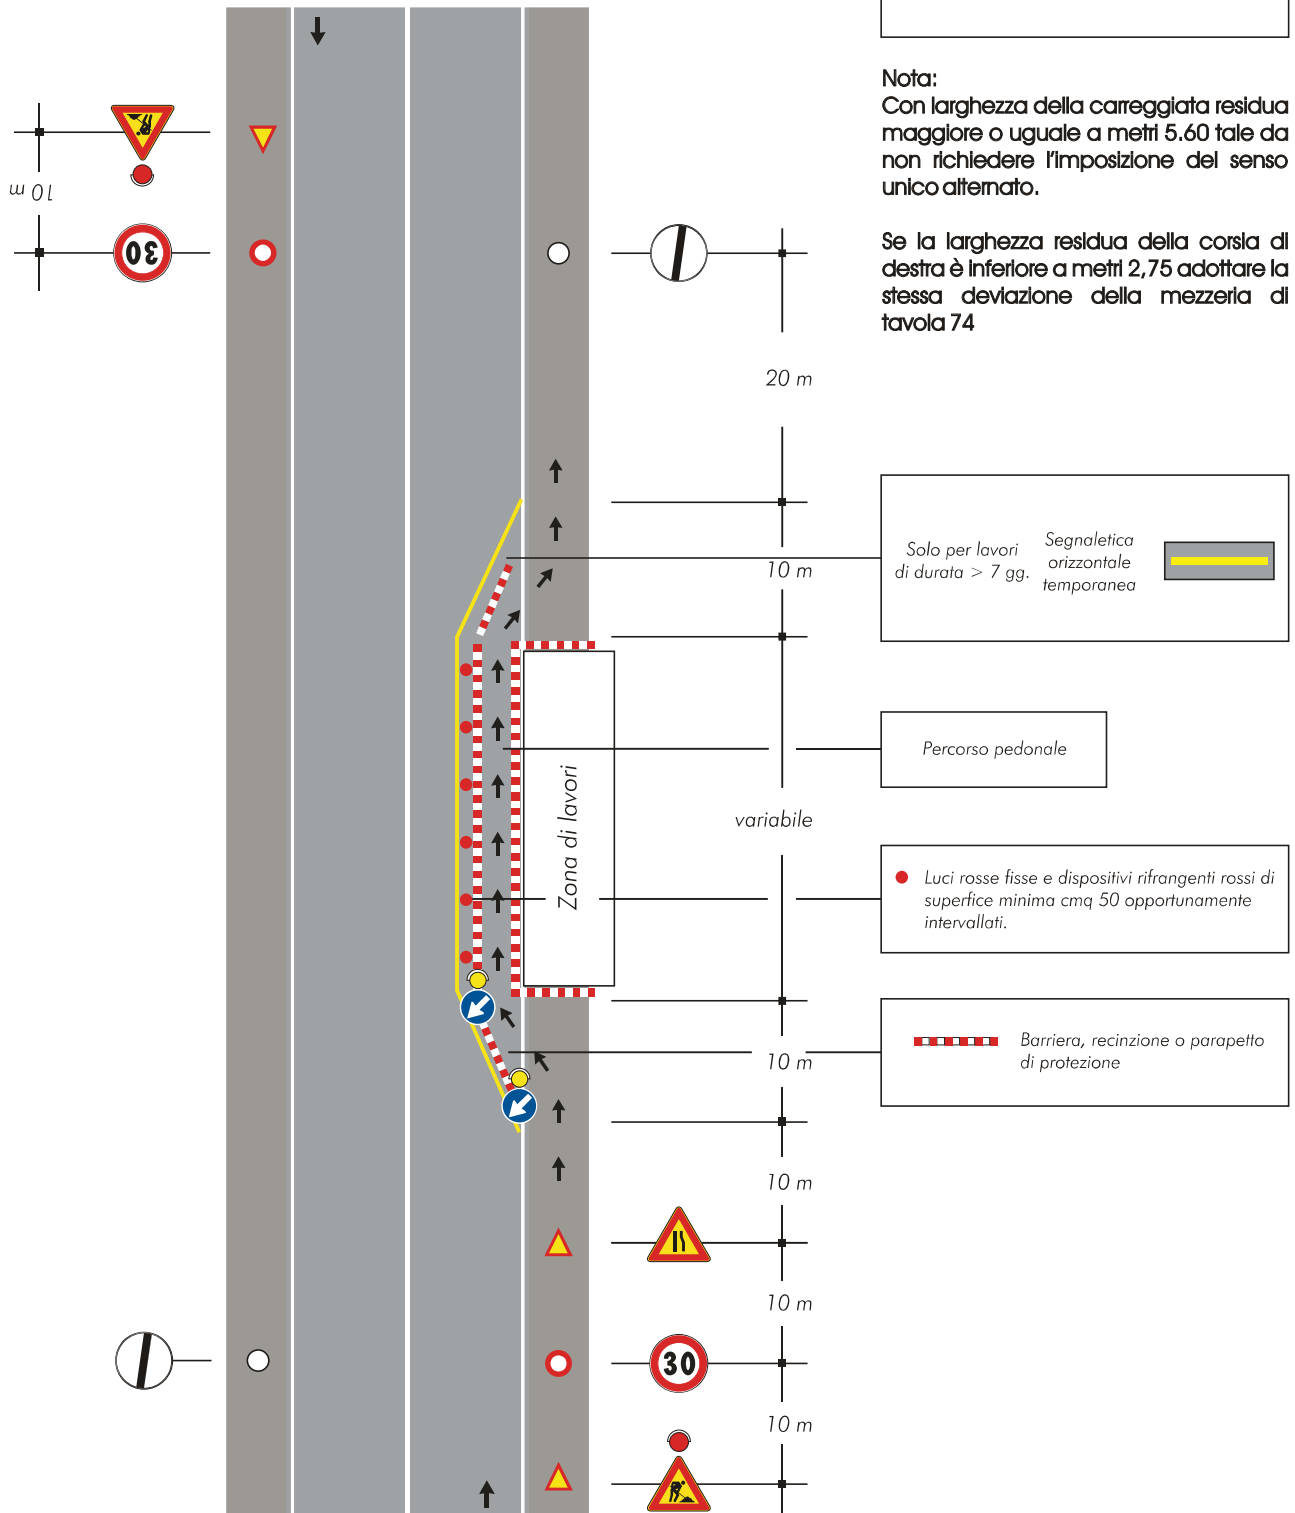 Nota:
Con larghezza della carreggiata residua
maggiore o uguale a metri 5.60 tale da
non richiedere l'imposizione del senso
unico alternato.
Se la larghezza residua della corsia di
destra è inferiore a metri 2,75 adottare la
stessa deviazione della mezzeria di
tavola 74
10 m
30
20 m
10 m
Solo per lavori
di durata > 7 gg.
Segnaletica
orizzontale
temporanea
Percorso pedonale
variabile
Zona di lavori
Luci rosse fisse e dispositivi rifrangenti rossi di
superfice minima cmq 50 opportunamente
intervallati.
Barriera, recinzione o parapetto
di protezione
10 m
10 m
10 m
30
10 m